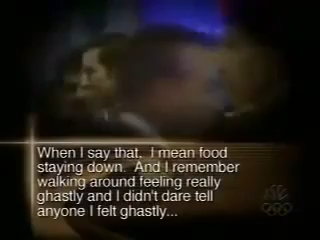 When I say that, I mean food
staying down. And I remember
walking around feeling really
ghastly and I didn't dare tell
anyone I felt ghastly...